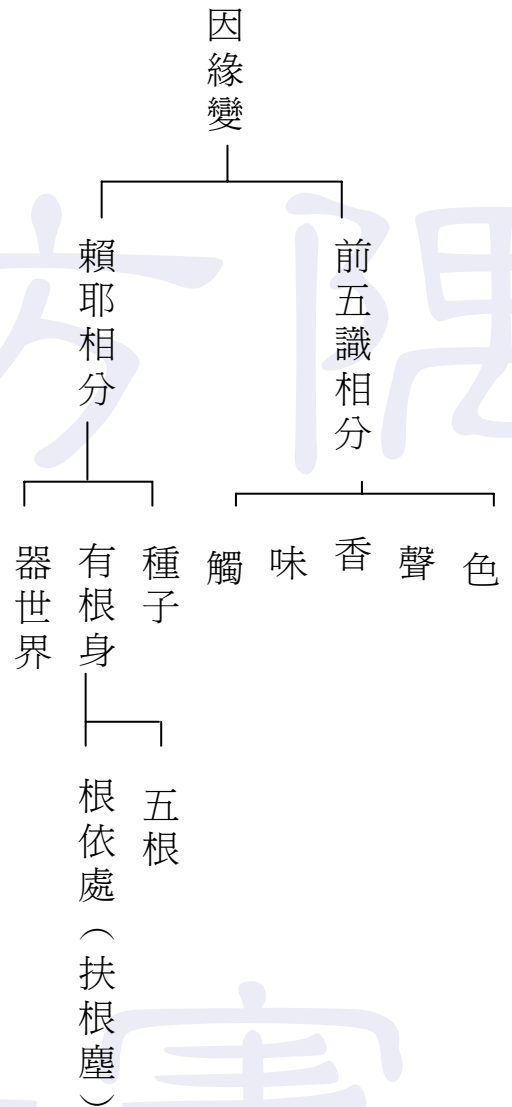 因緣變
前五識相分
色
聲
香
味
觸
賴耶相分
種子
有根身
五根
根依處（扶根塵）
器世界